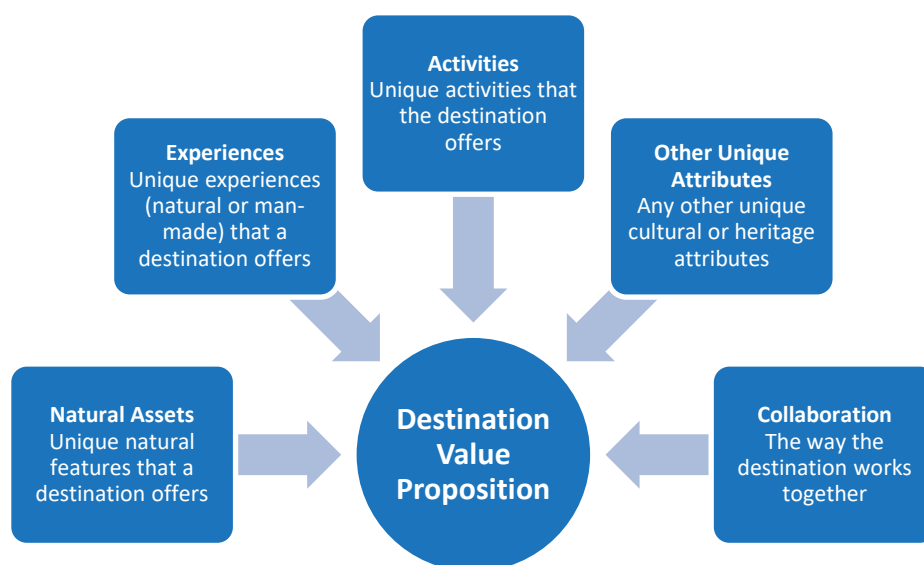 Activities
Unique activities that
the destination
offers
Experiences
Unique experiences
(natural or man-
made) that a
destination offers
Other Unique
Attributes
Any other unique
cultural or heritage
attributes
Natural Assets
Unique natural
features that a
destination offers
Destination
Value
Proposition
Collaboration
The way the
destination works
together